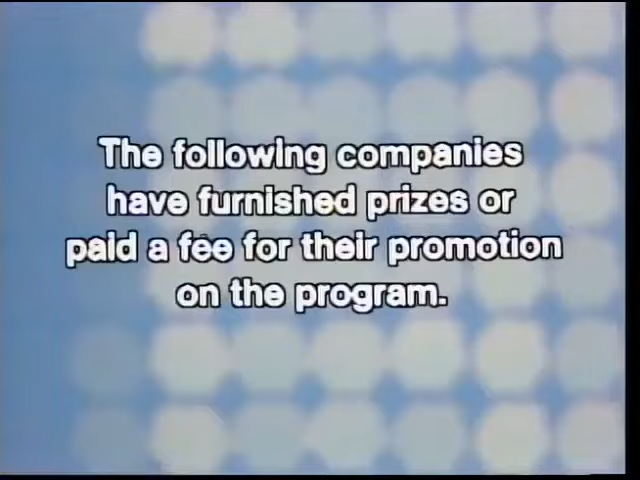 The following companies
have furnished prizes or
paid a fee for their promotion
on the program.